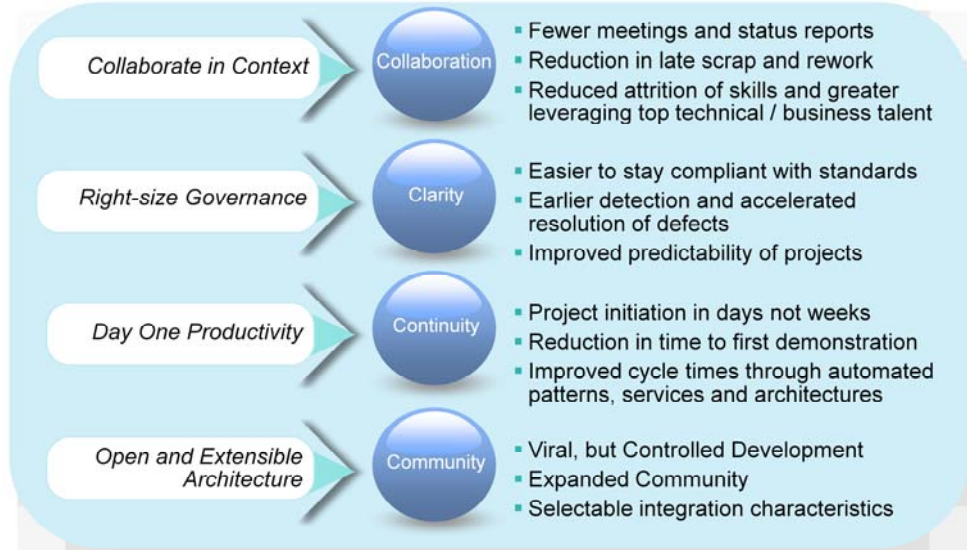 Collaborate in Context
Collaboration
▪ Fewer meetings and status reports
▪ Reduction in late scrap and rework
▪ Reduced attrition of skills and greater
leveraging top technical / business talent
Right-size Governance
Clarity
▪ Easier to stay compliant with standards
▪ Earlier detection and accelerated
resolution of defects
▪ Improved predictability of projects
Day One Productivity
Continuity
▪ Project initiation in days not weeks
▪ Reduction in time to first demonstration
▪ Improved cycle times through automated
patterns, services and architectures
Open and Extensible
Architecture
Community
▪ Viral, but Controlled Development
▪ Expanded Community
▪ Selectable integration characteristics